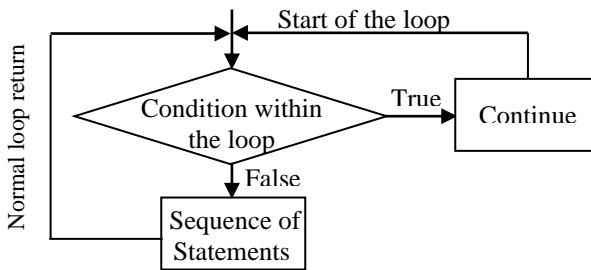 Start of the loop
Normal loop return
Condition within
the loop
True
Continue
False
Sequence of
Statements